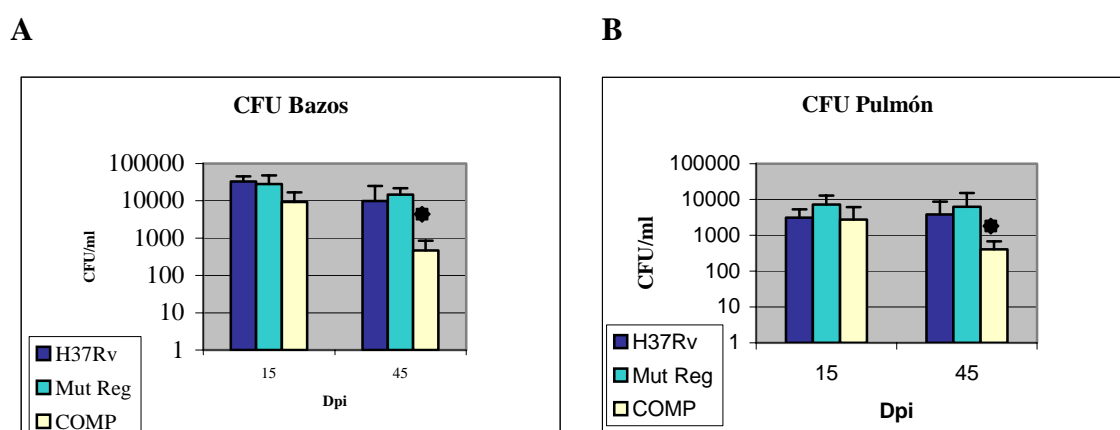 A
B
CFU Bazos
100000
10000
1000
100
10
1
CFU/ml
15
45
Dpi
H37Rv
Mut Reg
COMP
CFU Pulmón
100000
10000
1000
100
10
1
CFU/ml
15
45
Dpi
H37Rv
Mut Reg
COMP